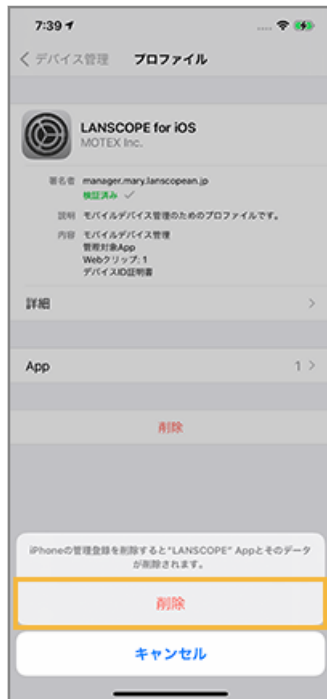 7:39
デバイス管理 プロファイル
LANSCOPE for iOS
MOTEX Inc.
署名者 manager.mary.lanscopean.jp
検証済み
説明 モバイルデバイス管理のためのプロファイルです。
内容 モバイルデバイス管理
管理対象App
Webクリップ: 1
デバイスID証明書
詳細
App 1
削除
iPhoneの管理登録を削除すると"LANSCOPE" Appとそのデータ
が削除されます。
削除
キャンセル